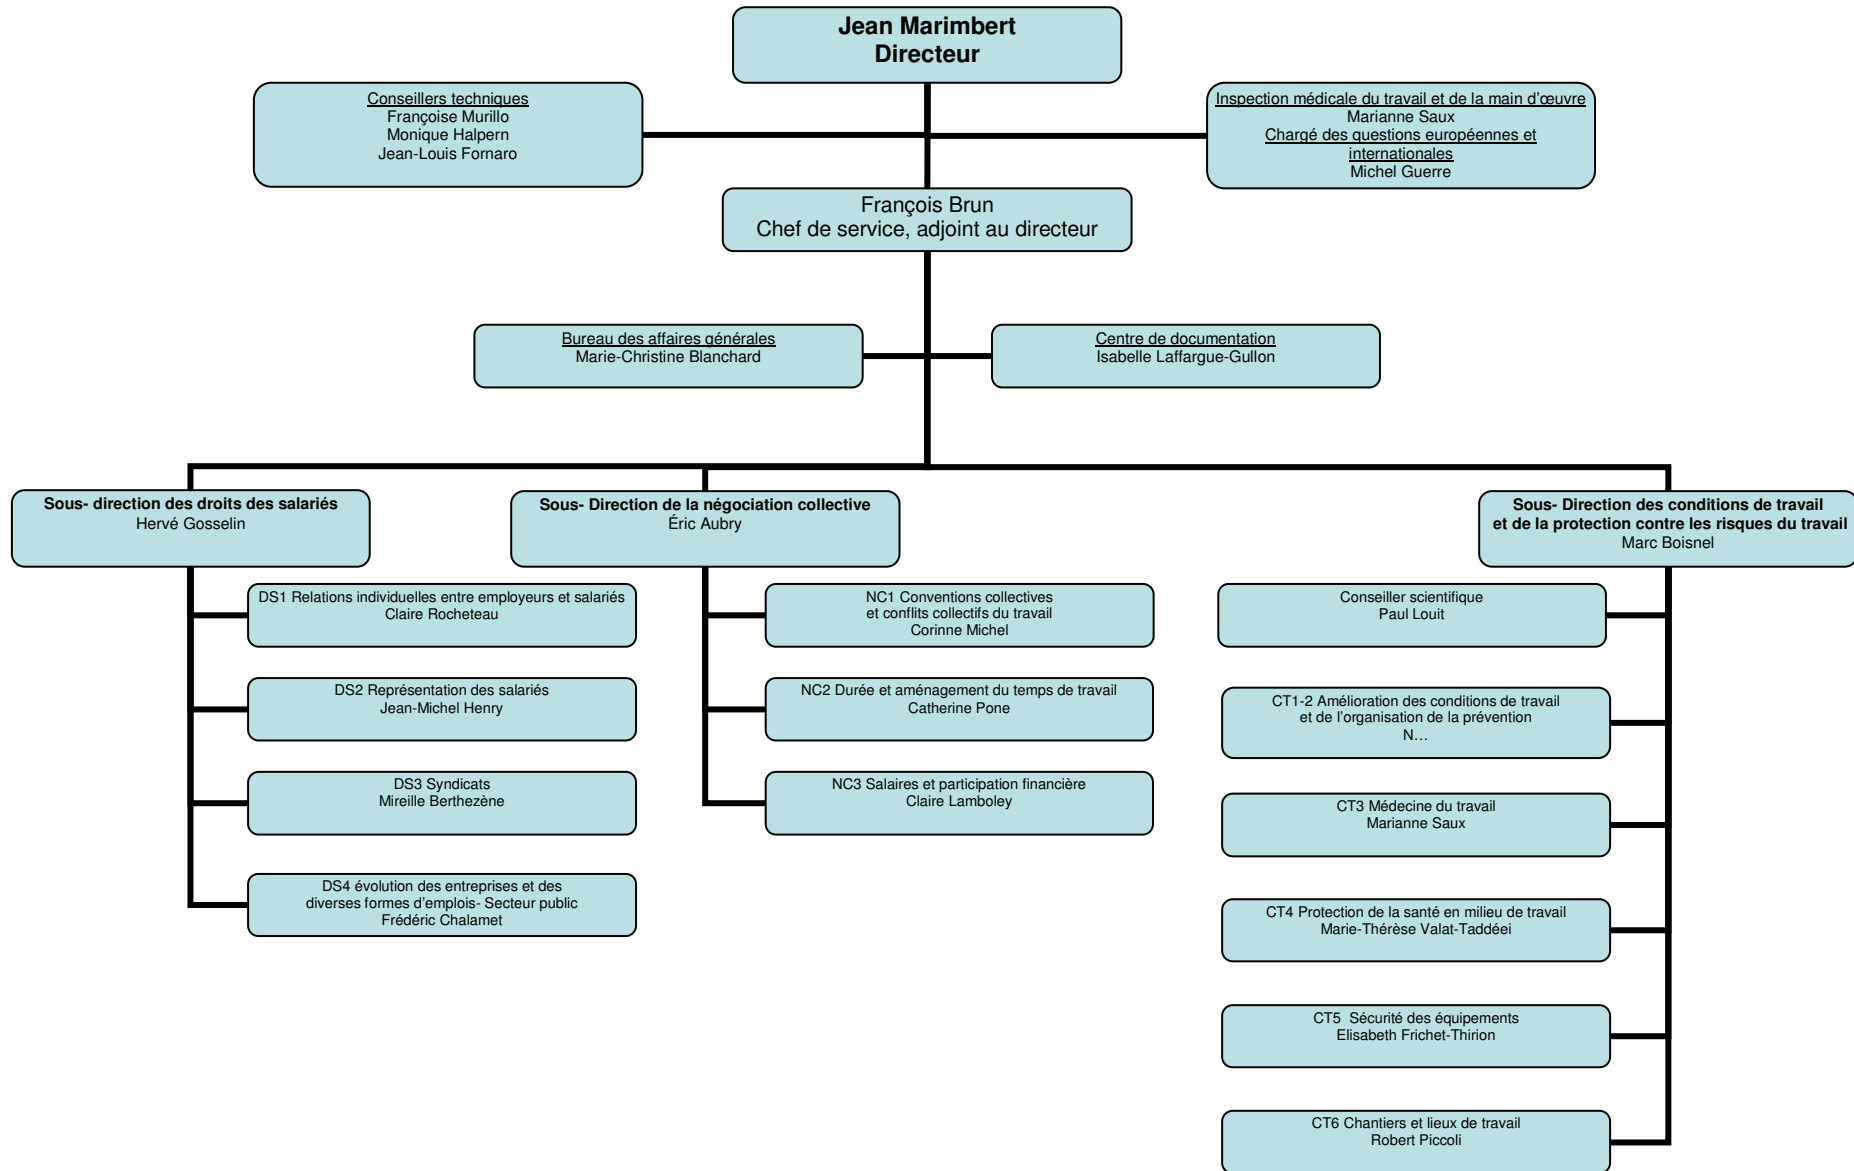 Jean Marimbert
Directeur
Conseillers techniques
Françoise Murillo
Monique Halpern
Jean-Louis Fornaro
Inspection médicale du travail et de la main d’œuvre
Marianne Saux
Chargé des questions européennes et
internationales
Michel Guerre
François Brun
Chef de service, adjoint au directeur
Bureau des affaires générales
Marie-Christine Blanchard
Centre de documentation
Isabelle Laffargue-Gullon
Sous- direction des droits des salariés
Hervé Gosselin
Sous- Direction de la négociation collective
Éric Aubry
Sous- Direction des conditions de travail
et de la protection contre les risques du travail
Marc Boisnel
DS1 Relations individuelles entre employeurs et salariés
Claire Rocheteau
DS2 Représentation des salariés
Jean-Michel Henry
DS3 Syndicats
Mireille Berthezène
DS4 évolution des entreprises et des
diverses formes d’emplois- Secteur public
Frédéric Chalamet
NC1 Conventions collectives
et conflits collectifs du travail
Corinne Michel
NC2 Durée et aménagement du temps de travail
Catherine Pone
NC3 Salaires et participation financière
Claire Lamboley
Conseiller scientifique
Paul Louit
CT1-2 Amélioration des conditions de travail
et de l’organisation de la prévention
N…
CT3 Médecine du travail
Marianne Saux
CT4 Protection de la santé en milieu de travail
Marie-Thérèse Valat-Taddéei
CT5 Sécurité des équipements
Elisabeth Frichet-Thirion
CT6 Chantiers et lieux de travail
Robert Piccoli